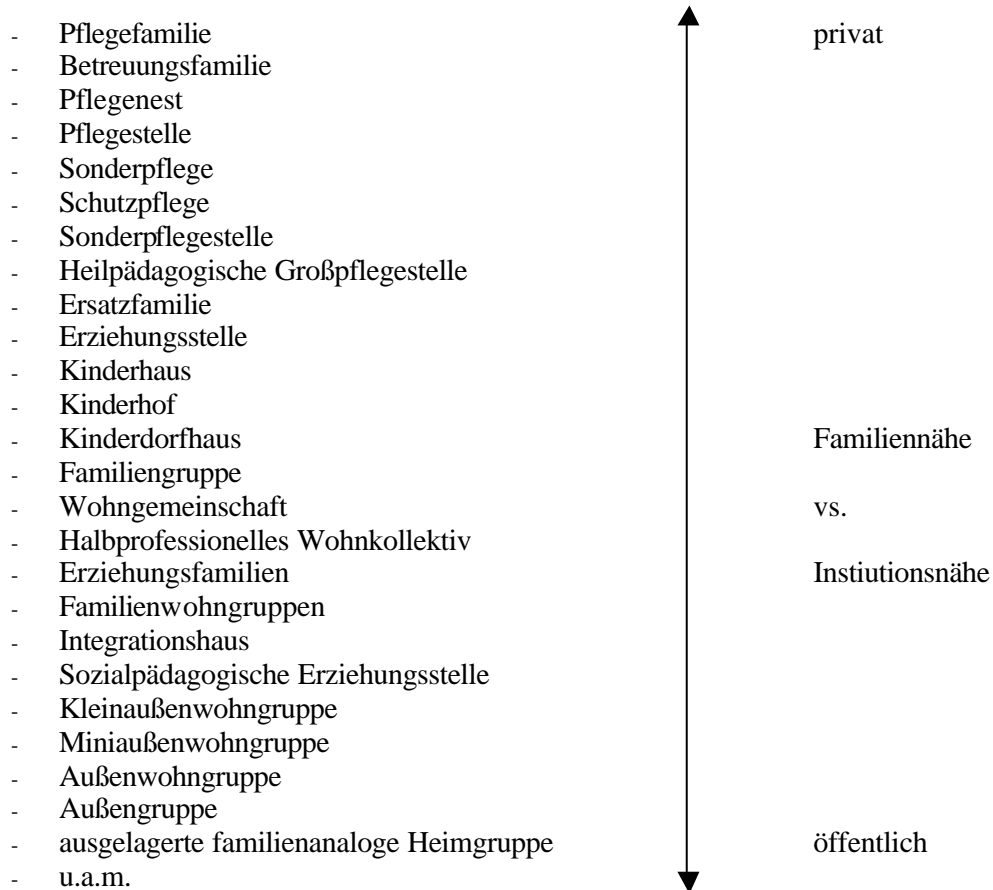 - Pflegefamilie privat
- Betreuungsfamilie
- Pflegenest
- Pflegestelle
- Sonderpflege
- Schutzpflege
- Sonderpflegestelle
- Heilpädagogische Großpflegestelle
- Ersatzfamilie
- Erziehungsstelle
- Kinderhaus
- Kinderhof
- Kinderdorfhaus Familiennähe
- Familiengruppe
- Wohngemeinschaft vs.
- Halbprofessionelles Wohnkollektiv
- Erziehungsfamilien Instiutionsnähe
- Familienwohngruppen
- Integrationshaus
- Sozialpädagogische Erziehungsstelle
- Kleinaußenwohngruppe
- Miniaußenwohngruppe
- Außenwohngruppe
- Außengruppe
- ausgelagerte familienanaloge Heimgruppe öffentlich
- u.a.m.